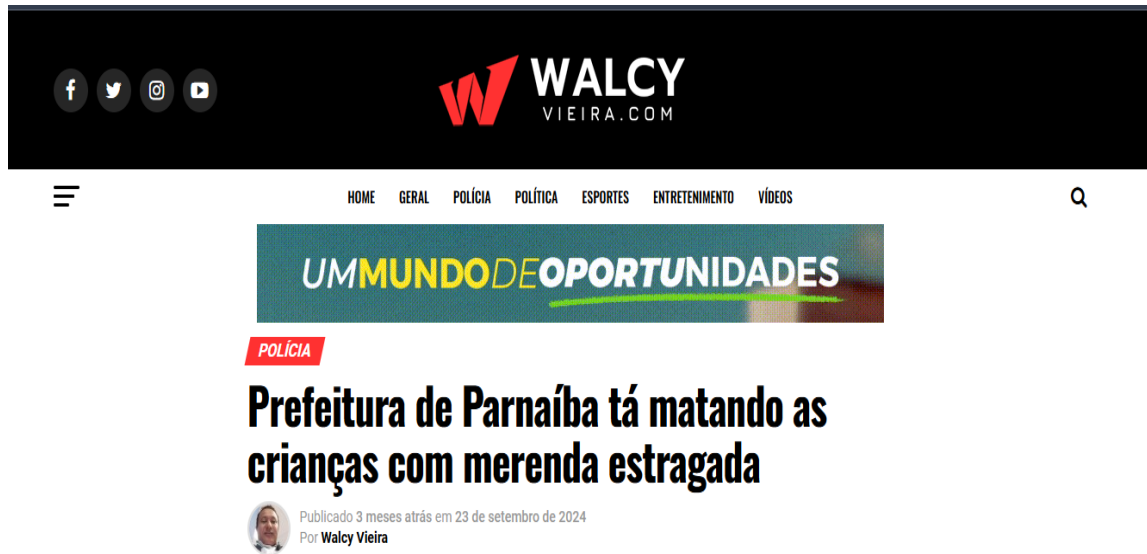 WALCY
VIEIRA.COM
HOME GERAL POLÍCIA POLÍTICA ESPORTES ENTRETENIMENTO VÍDEOS
UMMUNDODEOPORTUNIDADES
POLÍCIA
Prefeitura de Parnaíba tá matando as
crianças com merenda estragada
Publicado 3 meses atrás em 23 de setembro de 2024
Por Walcy Vieira